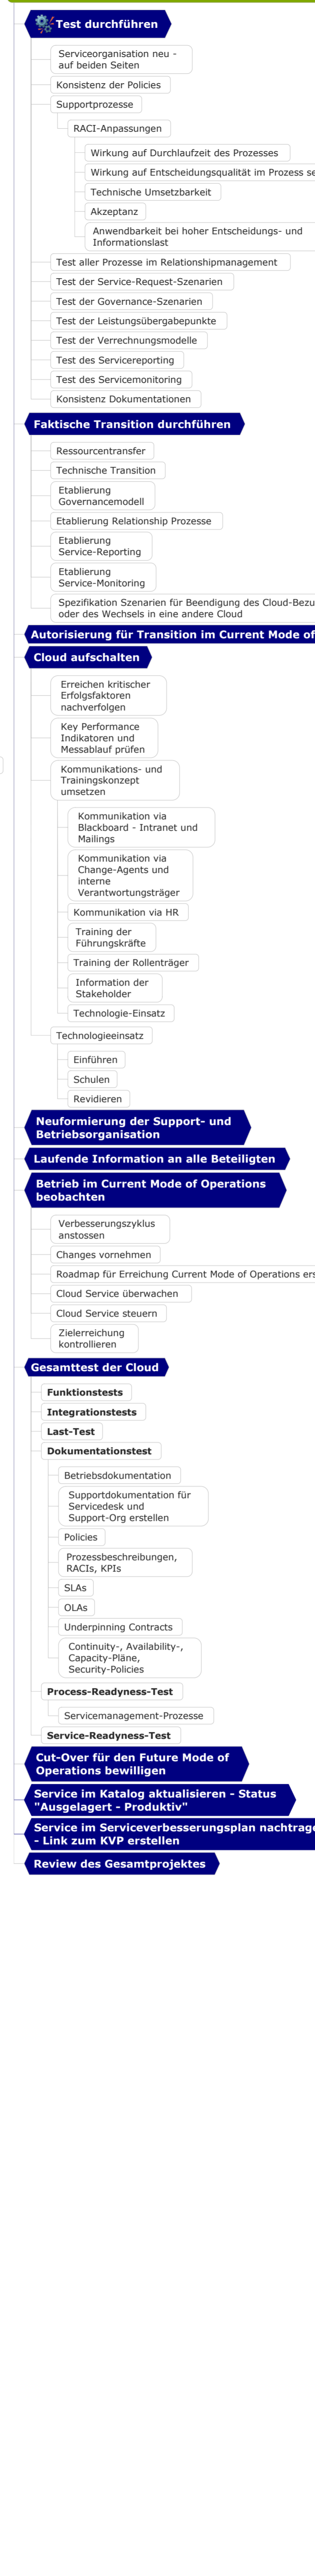 Test durchführen
Serviceorganisation neu -
auf beiden Seiten
Konsistenz der Policies
Supportprozesse
RACI-Anpassungen
Wirkung auf Durchlaufzeit des Prozesses
Wirkung auf Entscheidungsqualität im Prozess se
Technische Umsetzbarkeit
Akzeptanz
Anwendbarkeit bei hoher Entscheidungs- und
Informationslast
Test aller Prozesse im Relationshipmanagement
Test der Service-Request-Szenarien
Test der Governance-Szenarien
Test der Leistungsübergabepunkte
Test der Verrechnungsmodelle
Test des Servicereporting
Test des Servicemonitoring
Konsistenz Dokumentationen
Faktische Transition durchführen
Ressourcentransfer
Technische Transition
Etablierung
Governancemodell
Etablierung Relationship Prozesse
Etablierung
Service-Reporting
Etablierung
Service-Monitoring
Spezifikation Szenarien für Beendigung des Cloud-Bezu
oder des Wechsels in eine andere Cloud
Autorisierung für Transition im Current Mode of
Cloud aufschalten
Erreichen kritischer
Erfolgsfaktoren
nachverfolgen
Key Performance
Indikatoren und
Messablauf prüfen
Kommunikations- und
Trainingskonzept
umsetzen
Kommunikation via
Blackboard - Intranet und
Mailings
Kommunikation via
Change-Agents und
interne
Verantwortungsträger
Kommunikation via HR
Training der
Führungskräfte
Training der Rollenträger
Information der
Stakeholder
Technologie-Einsatz
Technologieeinsatz
Einführen
Schulen
Revidieren
Neuformierung der Support- und
Betriebsorganisation
Laufende Information an alle Beteiligten
Betrieb im Current Mode of Operations
beobachten
Verbesserungszyklus
anstossen
Changes vornehmen
Roadmap für Erreichung Current Mode of Operations ers
Cloud Service überwachen
Cloud Service steuern
Zielerreichung
kontrollieren
Gesamttest der Cloud
Funktionstests
Integrationstests
Last-Test
Dokumentationstest
Betriebsdokumentation
Supportdokumentation für
Servicedesk und
Support-Org erstellen
Policies
Prozessbeschreibungen,
RACIs, KPIs
SLAs
OLAs
Underpinning Contracts
Continuity-, Availability-,
Capacity-Pläne,
Security-Policies
Process-Readyness-Test
Servicemanagement-Prozesse
Service-Readyness-Test
Cut-Over für den Future Mode of
Operations bewilligen
Service im Katalog aktualisieren - Status
"Ausgelagert - Produktiv"
Service im Serviceverbesserungsplan nachtrage
- Link zum KVP erstellen
Review des Gesamtprojektes